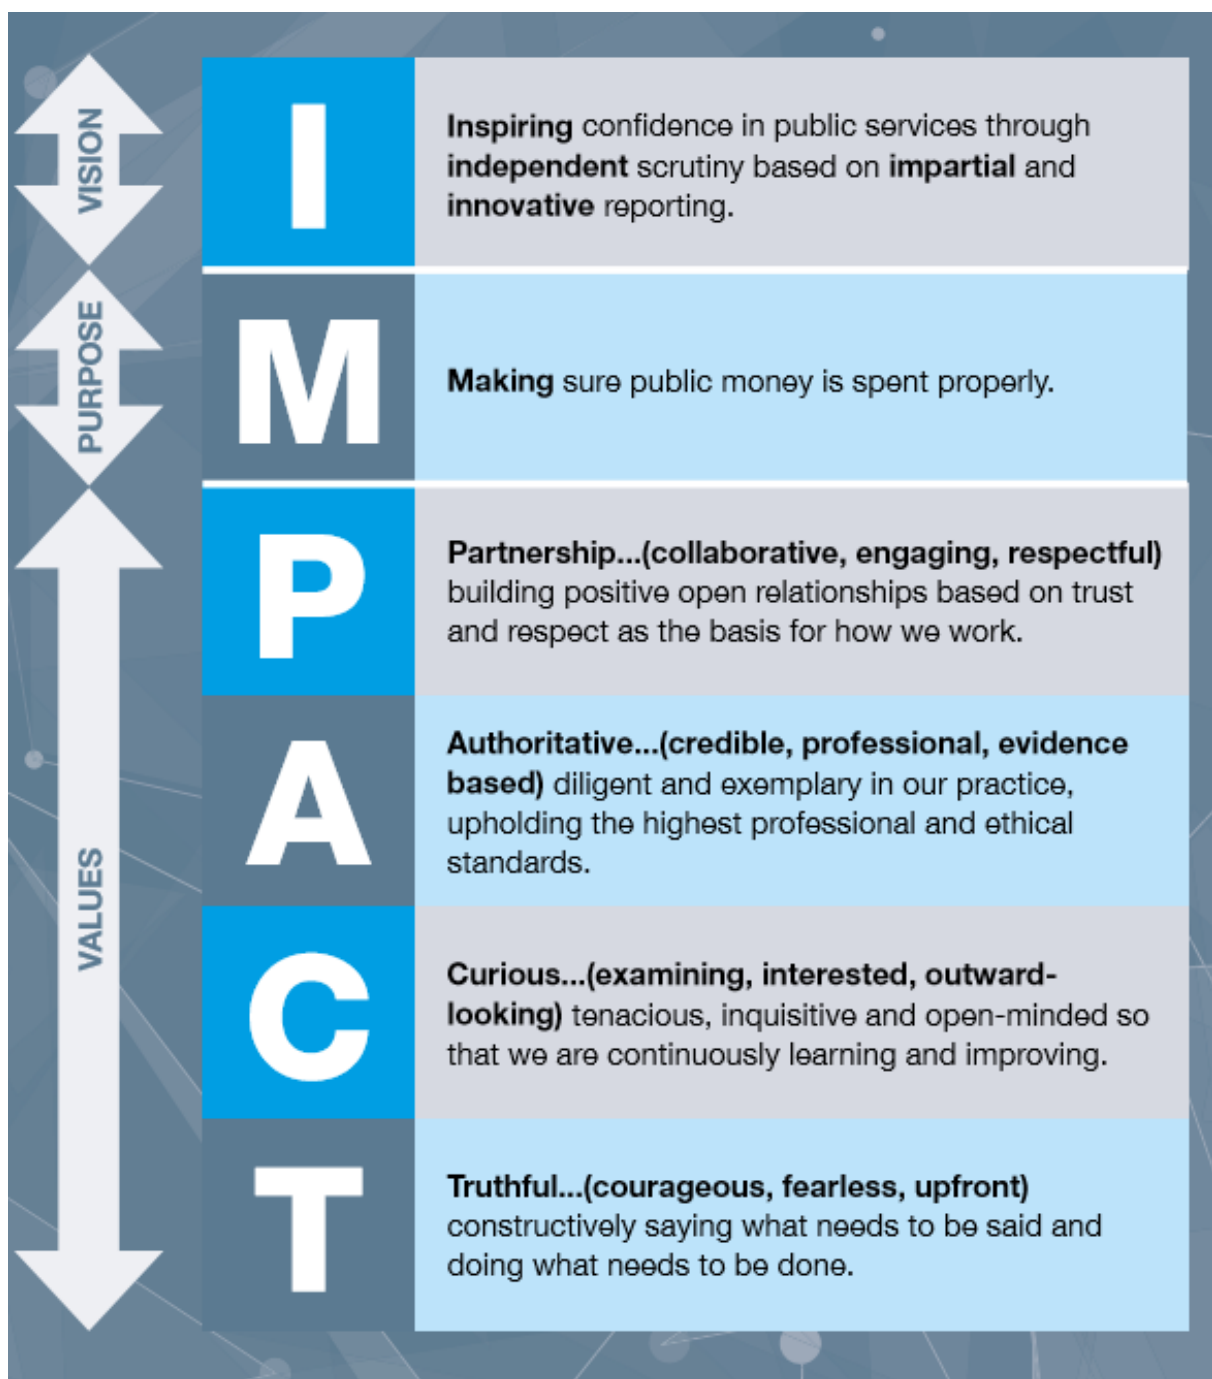 VISION
I
Inspiring confidence in public services through
independent scrutiny based on impartial and
innovative reporting.
PURPOSE
M
Making sure public money is spent properly.
VALUES
P
Partnership...(collaborative, engaging, respectful)
building positive open relationships based on trust
and respect as the basis for how we work.
A
Authoritative...(credible, professional, evidence
based) diligent and exemplary in our practice,
upholding the highest professional and ethical
standards.
C
Curious...(examining, interested, outward-
looking) tenacious, inquisitive and open-minded so
that we are continuously learning and improving.
T
Truthful...(courageous, fearless, upfront)
constructively saying what needs to be said and
doing what needs to be done.